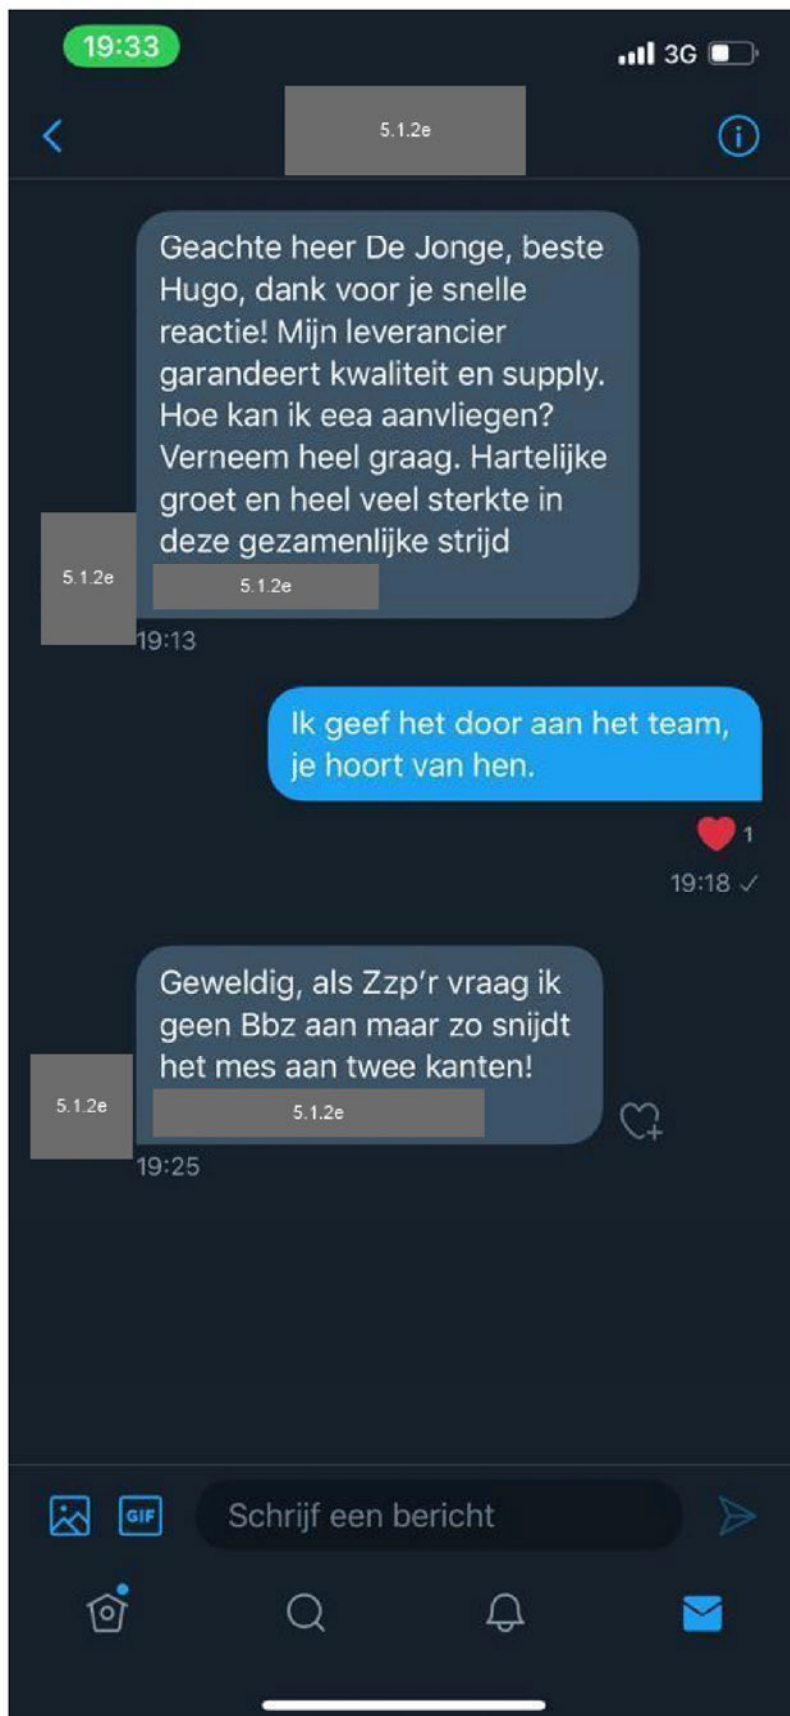 19:33
3G
5.1.2e
Geachte heer De Jonge, beste
Hugo, dank voor je snelle
reactie! Mijn leverancier
garandeert kwaliteit en supply.
Hoe kan ik eea aanvliegen?
Verneem heel graag. Hartelijke
groet en heel veel sterkte in
deze gezamenlijke strijd
5.1.2e
5.1.2e
19:13
Ik geef het door aan het team,
je hoort van hen.
1
19:18
Geweldig, als Zzp'r vraag ik
geen Bbz aan maar zo snijdt
het mes aan twee kanten!
5.1.2e
5.1.2e
19:25
GIF
Schrijf een bericht